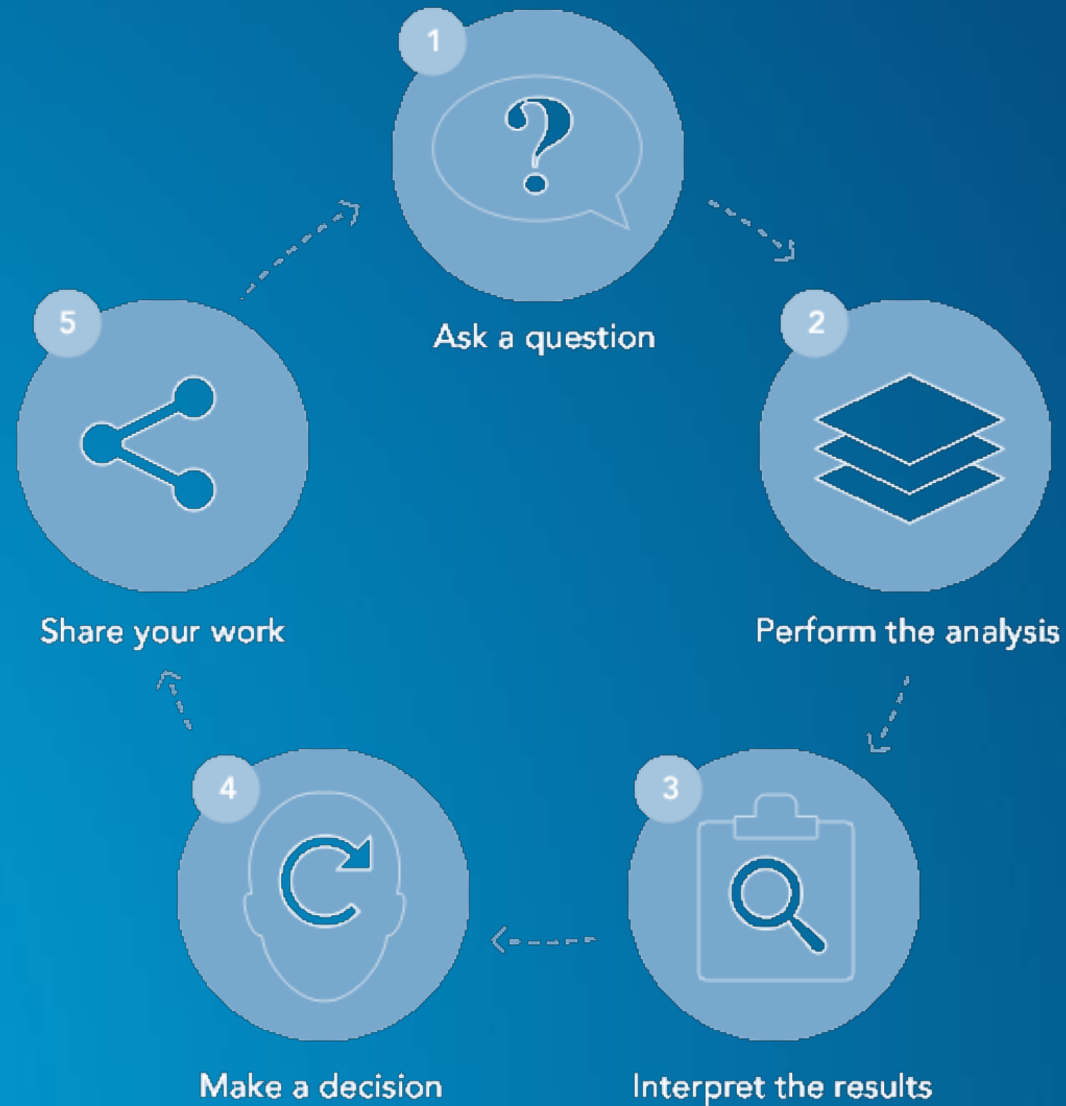 1
?
Ask a question
2
Perform the analysis
3
Interpret the results
4
Make a decision
5
Share your work